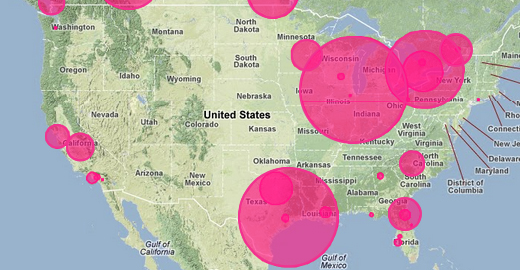 Washington
Montana
North
Dakota
Minnesota
Oregon
Idaho
Wyoming
South
Dakota
Wisconsin
Michigan
New York
Maine
Nebraska
Iowa
Illinois
Indiana
Pennsylvania
Nevada
Utah
Colorado
United States
Kansas
Missouri
Kentucky
West
Virginia
Virginia
California
Arizona
New
Mexico
Oklahoma
Arkansas
Tennessee
North
Carolina
South
Carolina
Mississippi
Alabama
Georgia
Texas
Louisiana
Florida
Rho
Connec
New Je
Delawar
Maryland
District of
Columbia
Gulf of
California
Gulf of
Mexico